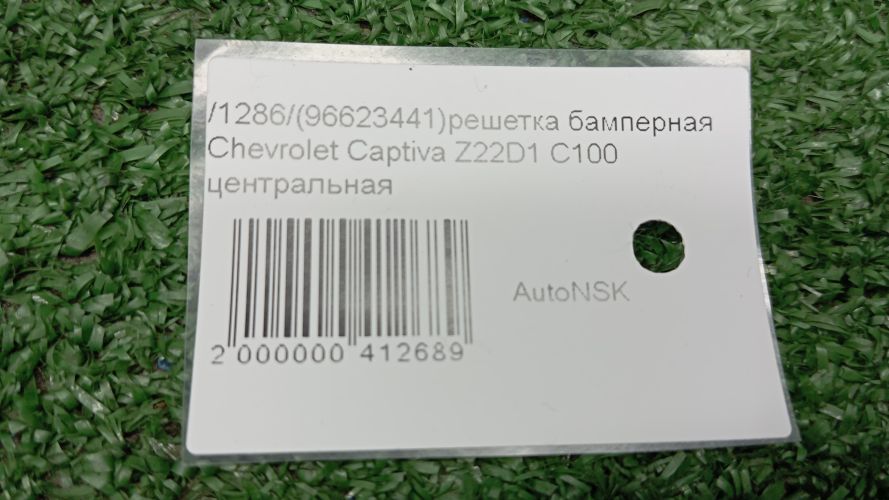 /1286/(96623441)решетка бамперная
Chevrolet Captiva Z22D1 C100
центральная
AutoNSK
2 000000 412689